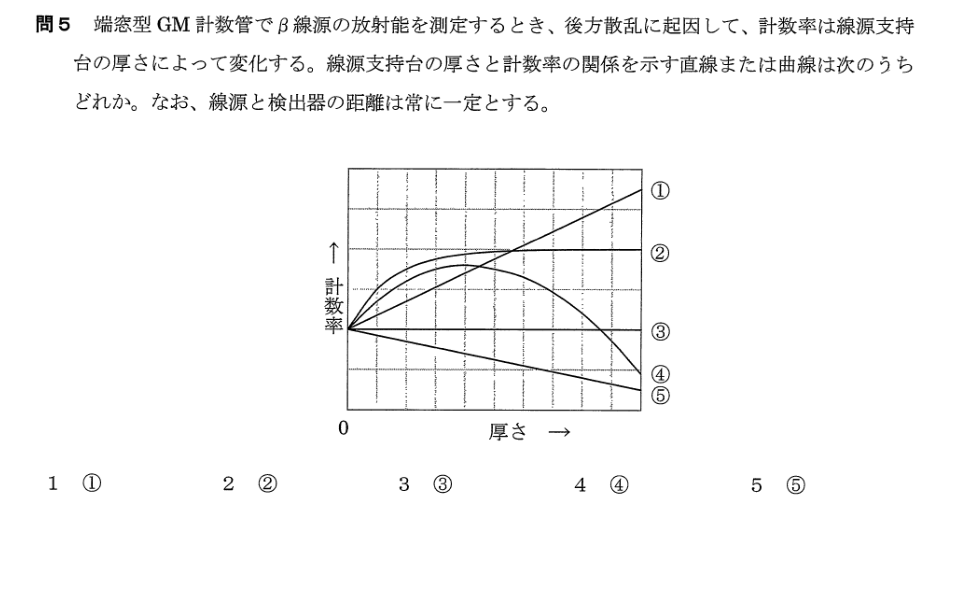 問５　端窓型 GM 計数管でβ線源の放射能を測定するとき、後方散乱に起因して、計数率は線源支持
台の厚さによって変化する。線源支持台の厚さと計数率の関係を示す直線または曲線は次のうち
どれか。なお、線源と検出器の距離は常に一定とする。
①
②
↑
計数率
③
④
⑤
0
厚さ　→
1　①　2　②　3　③　4　④　5　⑤